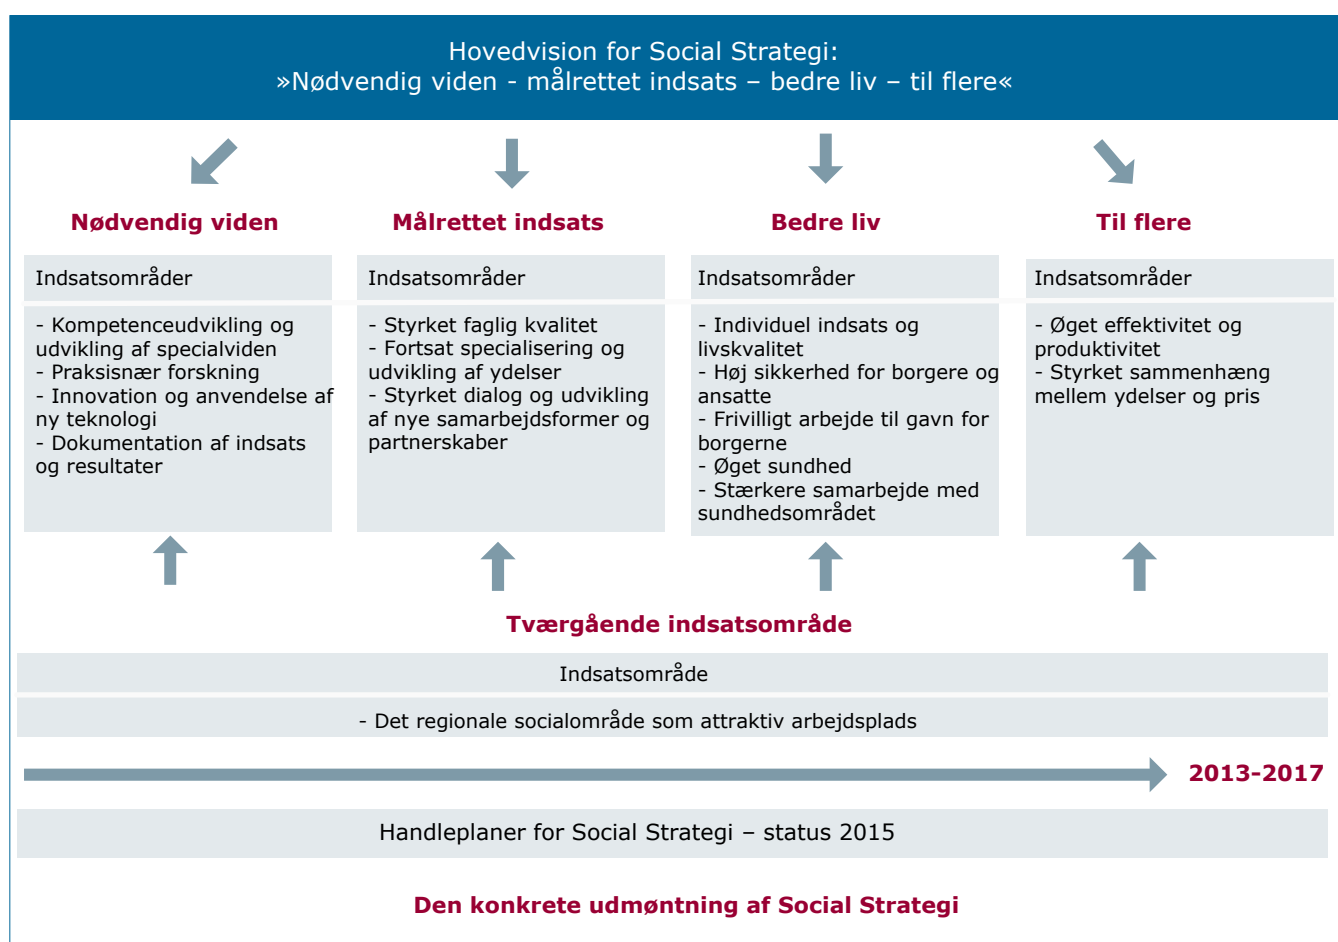 Hovedvision for Social Strategi:
»Nødvendig viden - målrettet indsats – bedre liv – til flere«
Nødvendig viden
Indsatsområder
- Kompetenceudvikling og
udvikling af specialviden
- Praksisnær forskning
- Innovation og anvendelse af
ny teknologi
- Dokumentation af indsats
og resultater
Målrettet indsats
Indsatsområder
- Styrket faglig kvalitet
- Fortsat specialisering og
udvikling af ydelser
- Styrket dialog og udvikling
af nye samarbejdsformer og
partnerskaber
Bedre liv
Indsatsområder
- Individuel indsats og
livskvalitet
- Høj sikkerhed for borgere og
ansatte
- Frivilligt arbejde til gavn for
borgerne
- Øget sundhed
- Stærkere samarbejde med
sundhedsområdet
Til flere
Indsatsområder
- Øget effektivitet og
produktivitet
- Styrket sammenhæng
mellem ydelser og pris
Tværgående indsatsområde
Indsatsområde
- Det regionale socialområde som attraktiv arbejdsplads
2013-2017
Handleplaner for Social Strategi – status 2015
Den konkrete udmøntning af Social Strategi